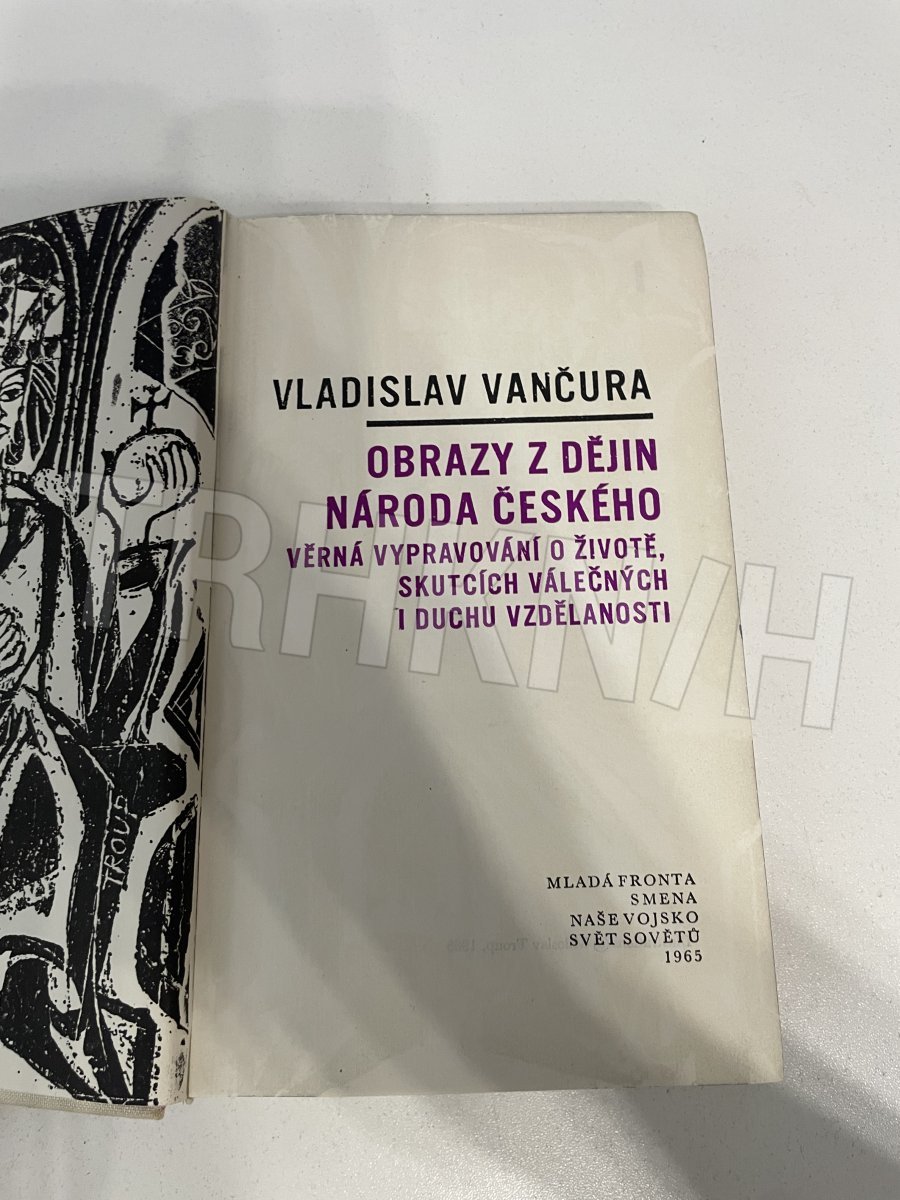 VLADISLAV VANČURA
OBRAZY Z DĚJIN
NÁRODA ČESKÉHO
VĚRNÁ VYPRAVOVÁNÍ O ŽIVOTĚ,
SKUTCÍCH VÁLEČNÝCH
I DUCHU VZDĚLANOSTI
TRHKNIH
TROUP
MLADÁ FRONTA
SMENA
NAŠE VOJSKO
SVĚT SOVĚTŮ
1965